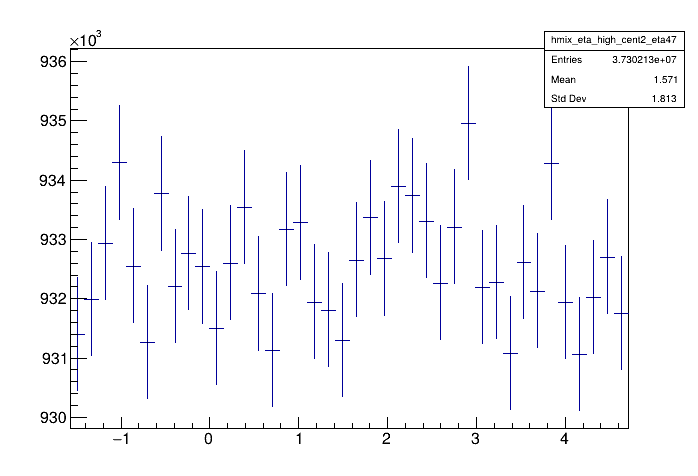 ×10³
hmix_eta_high_cent2_eta47
Entries 3.730213e+07
Mean 1.571
Std Dev 1.813
936
935
934
933
932
931
930
−1 0 1 2 3 4